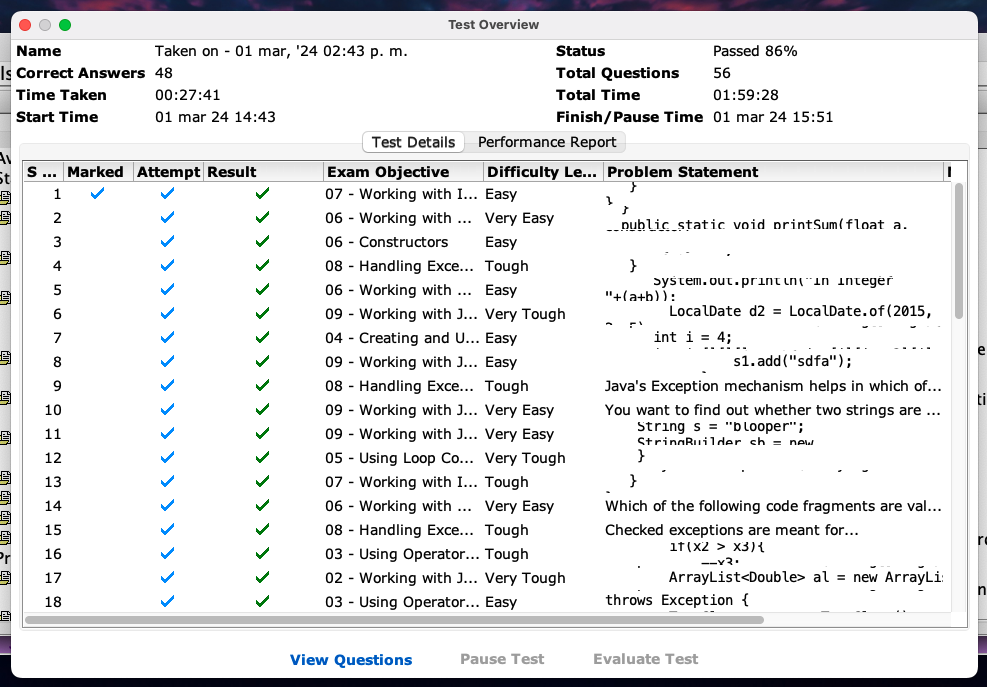 Test Overview
Name Taken on - 01 mar, '24 02:43 p. m. Status Passed 86%
Correct Answers 48 Total Questions 56
Time Taken 00:27:41 Total Time 01:59:28
Start Time 01 mar 24 14:43 Finish/Pause Time 01 mar 24 15:51
Test Details Performance Report
S ... Marked Attempt Result Exam Objective Difficulty Le... Problem Statement
1 07 - Working with I... Easy }
2 06 - Working with ... Very Easy public static void printSum(float a,
3 06 - Constructors Easy
4 08 - Handling Exce... Tough }
5 06 - Working with ... Easy System.out.println("In Integer
"+(a+b));
6 09 - Working with J... Very Tough LocalDate d2 = LocalDate.of(2015,
7 04 - Creating and U... Easy int i = 4;
8 09 - Working with J... Easy s1.add("sdfa");
9 08 - Handling Exce... Tough Java's Exception mechanism helps in which of...
10 09 - Working with J... Very Easy You want to find out whether two strings are ...
11 09 - Working with J... Very Easy String s = "blooper";
StringBuilder sb = new
12 05 - Using Loop Co... Very Tough }
13 07 - Working with I... Tough }
14 06 - Working with ... Very Easy Which of the following code fragments are val...
15 08 - Handling Exce... Tough Checked exceptions are meant for...
16 03 - Using Operator... Tough if(x2 > x3){
17 02 - Working with J... Very Tough ArrayList<Double> al = new ArrayLi
18 03 - Using Operator... Easy throws Exception {
View Questions Pause Test Evaluate Test